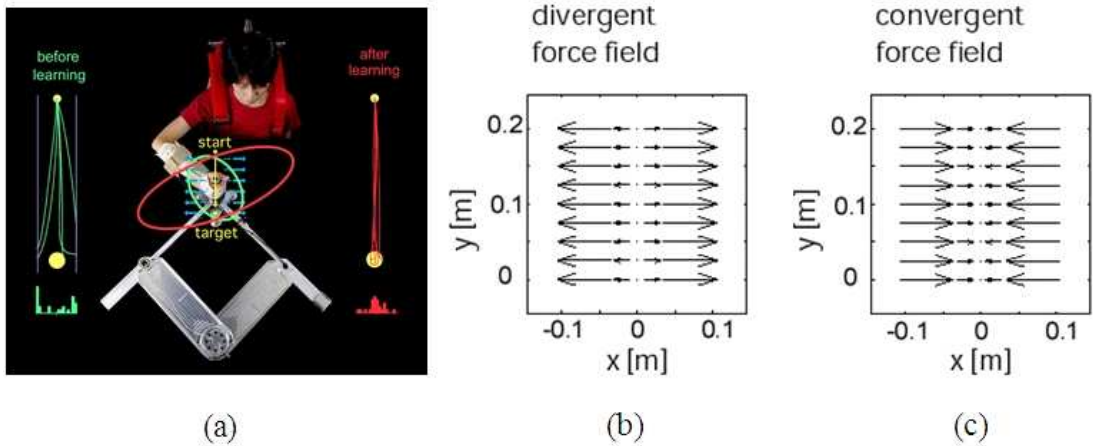 before
learning
after
learning
start
target
(a)
divergent
force field
0.2
0.1
0
y [m]
-0.1
0
0.1
x [m]
(b)
convergent
force field
0.2
0.1
0
y [m]
-0.1
0
0.1
x [m]
(c)